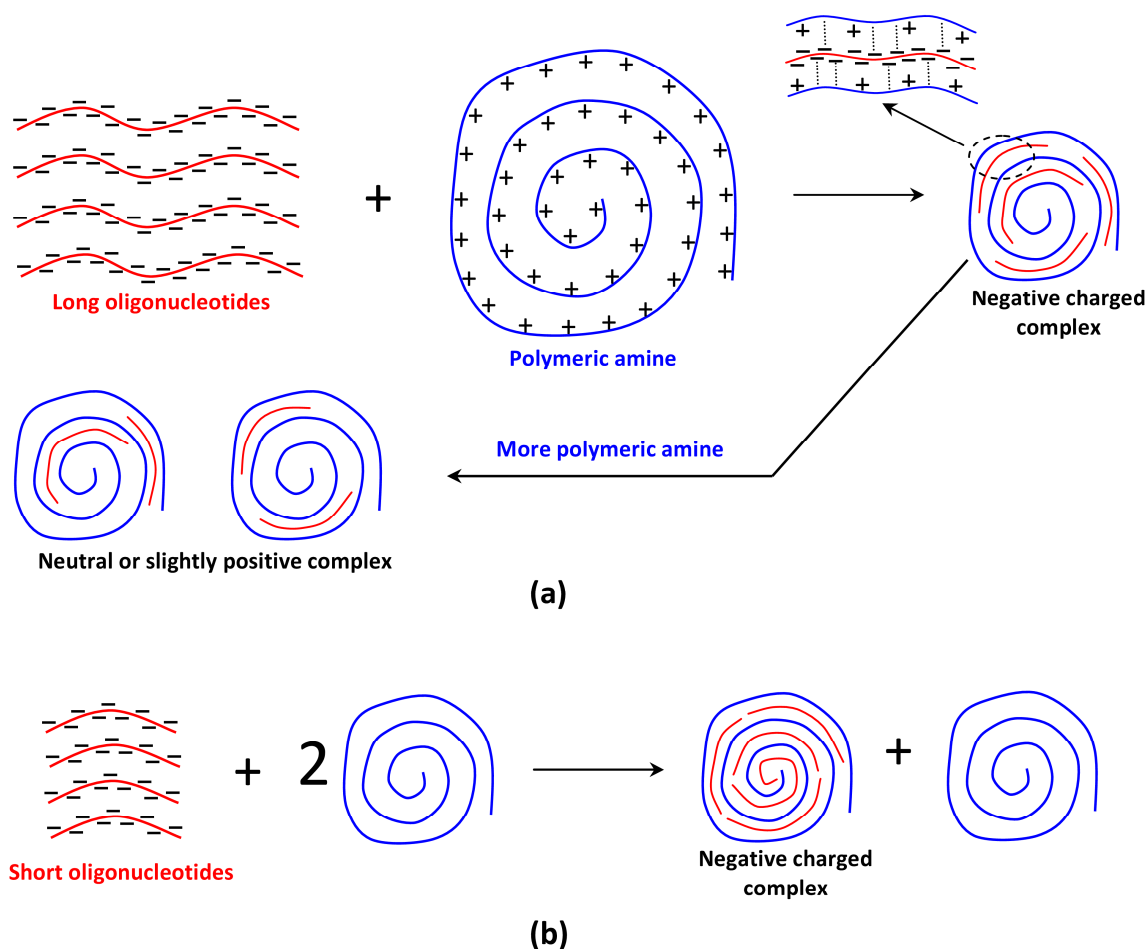 +
Long oligonucleotides
Polymeric amine
Negative charged
complex
More polymeric amine
Neutral or slightly positive complex
(a)
+ 2
+
Short oligonucleotides
Negative charged
complex
(b)